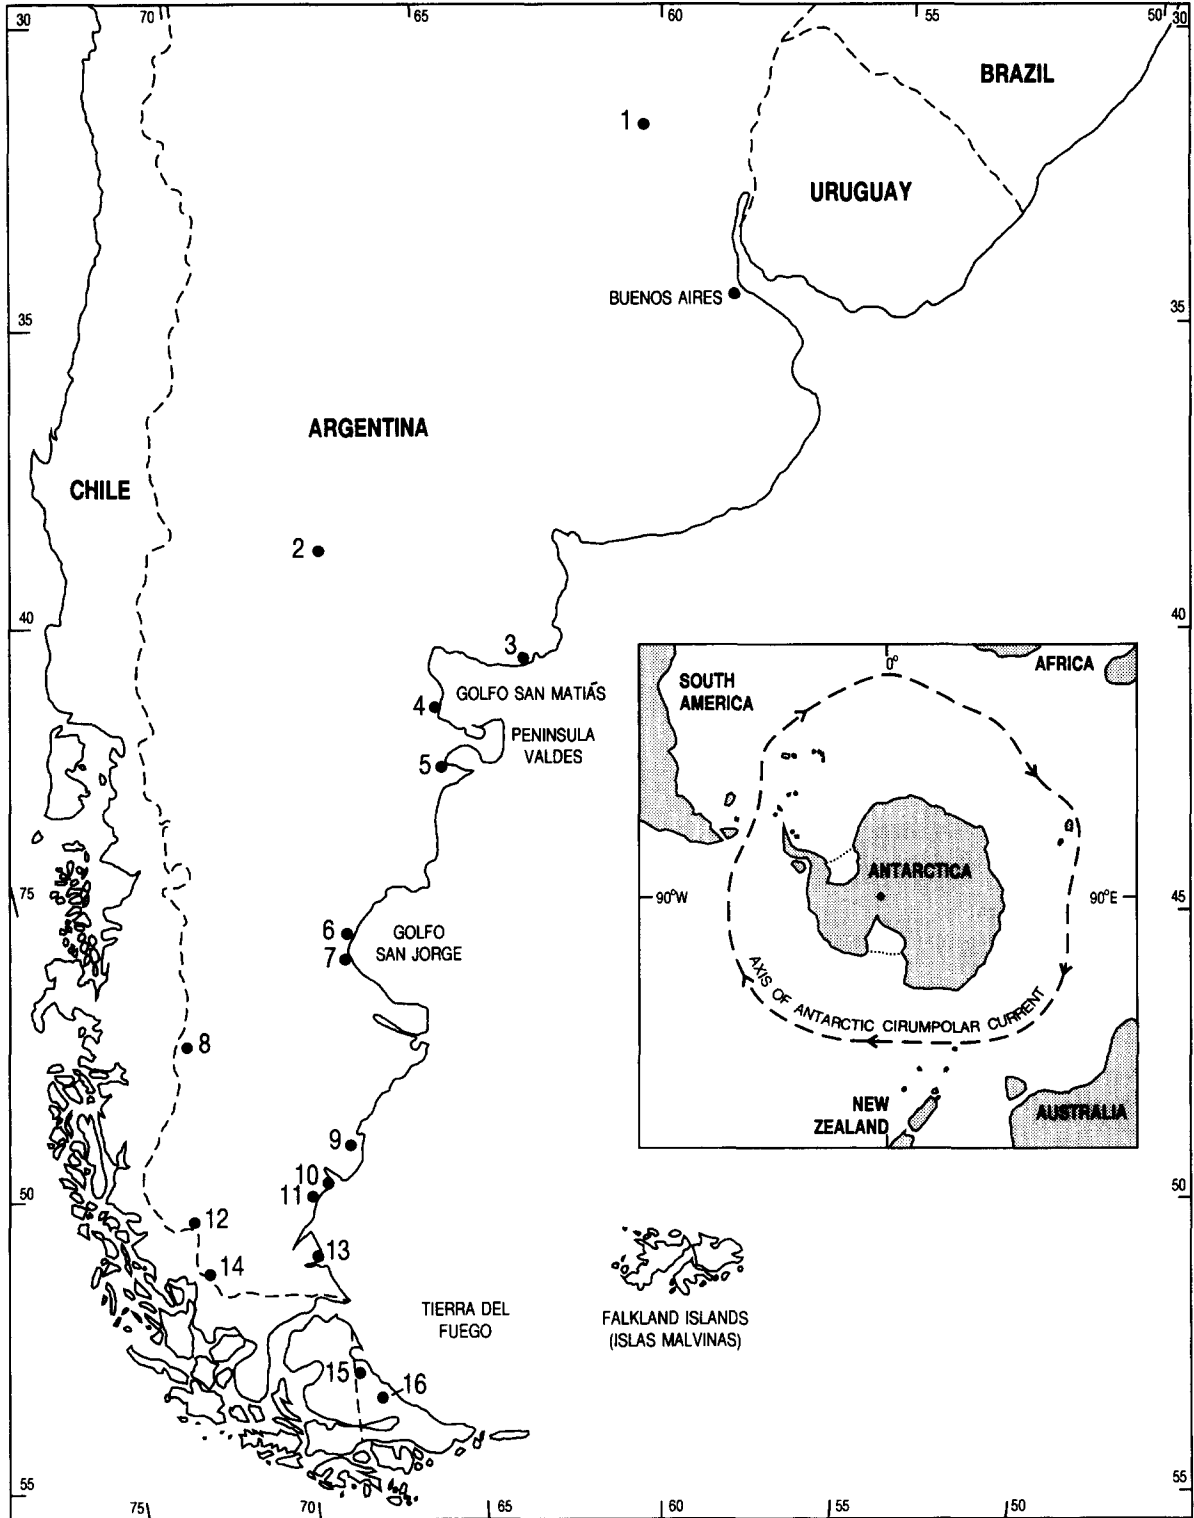 30
70
65
60
55
50
30
BRAZIL
1
URUGUAY
BUENOS AIRES
35
35
ARGENTINA
CHILE
2
40
40
3
GOLFO SAN MATIÁS
4
PENINSULA
VALDES
5
0°
AFRICA
SOUTH
AMERICA
ANTARCTICA
90°W
90°E
AXIS OF ANTARCTIC CIRUMPOLAR CURRENT
NEW
ZEALAND
AUSTRALIA
75
45
6
GOLFO
SAN JORGE
7
8
9
10
11
50
50
12
13
14
TIERRA DEL
FUEGO
FALKLAND ISLANDS
(ISLAS MALVINAS)
15
16
55
55
75
70
65
60
55
50